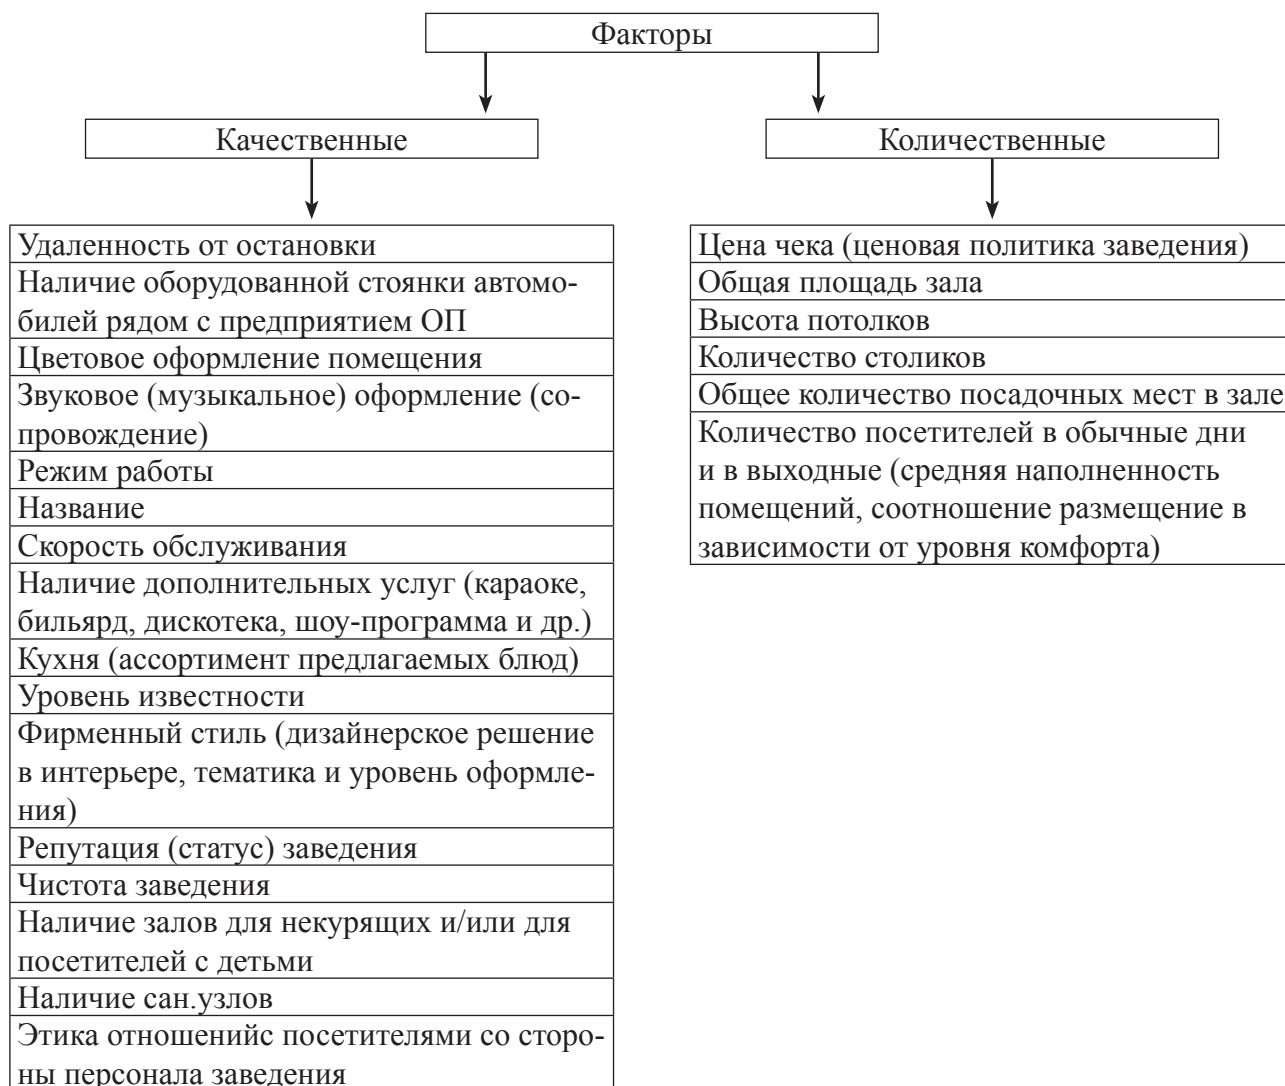 Факторы
Качественные
Количественные
Удаленность от остановки
Наличие оборудованной стоянки автомо-
билей рядом с предприятием ОП
Цветовое оформление помещения
Звуковое (музыкальное) оформление (со-
провождение)
Режим работы
Название
Скорость обслуживания
Наличие дополнительных услуг (караоке,
бильярд, дискотека, шоу-программа и др.)
Кухня (ассортимент предлагаемых блюд)
Уровень известности
Фирменный стиль (дизайнерское решение
в интерьере, тематика и уровень оформле-
ния)
Репутация (статус) заведения
Чистота заведения
Наличие залов для некурящих и/или для
посетителей с детьми
Наличие сан.узлов
Этика отношенийс посетителями со сторо-
ны персонала заведения
Цена чека (ценовая политика заведения)
Общая площадь зала
Высота потолков
Количество столиков
Общее количество посадочных мест в зале
Количество посетителей в обычные дни
и в выходные (средняя наполненность
помещений, соотношение размещение в
зависимости от уровня комфорта)